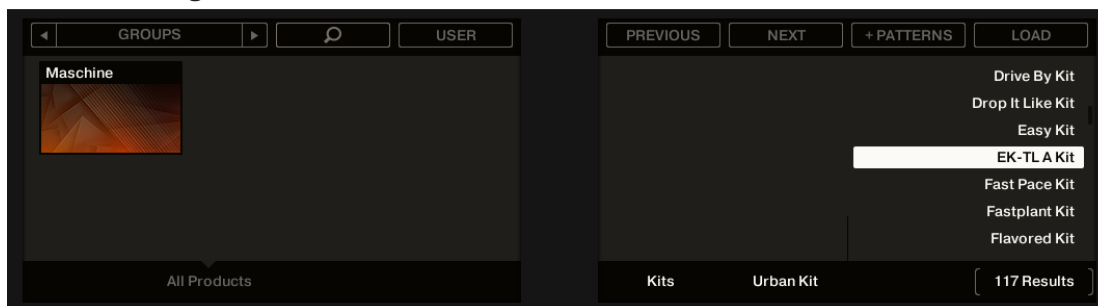 GROUPS USER
Maschine
All Products
PREVIOUS NEXT + PATTERNS LOAD
Drive By Kit
Drop It Like Kit
Easy Kit
EK-TL A Kit
Fast Pace Kit
Fastplant Kit
Flavored Kit
Kits Urban Kit 117 Results